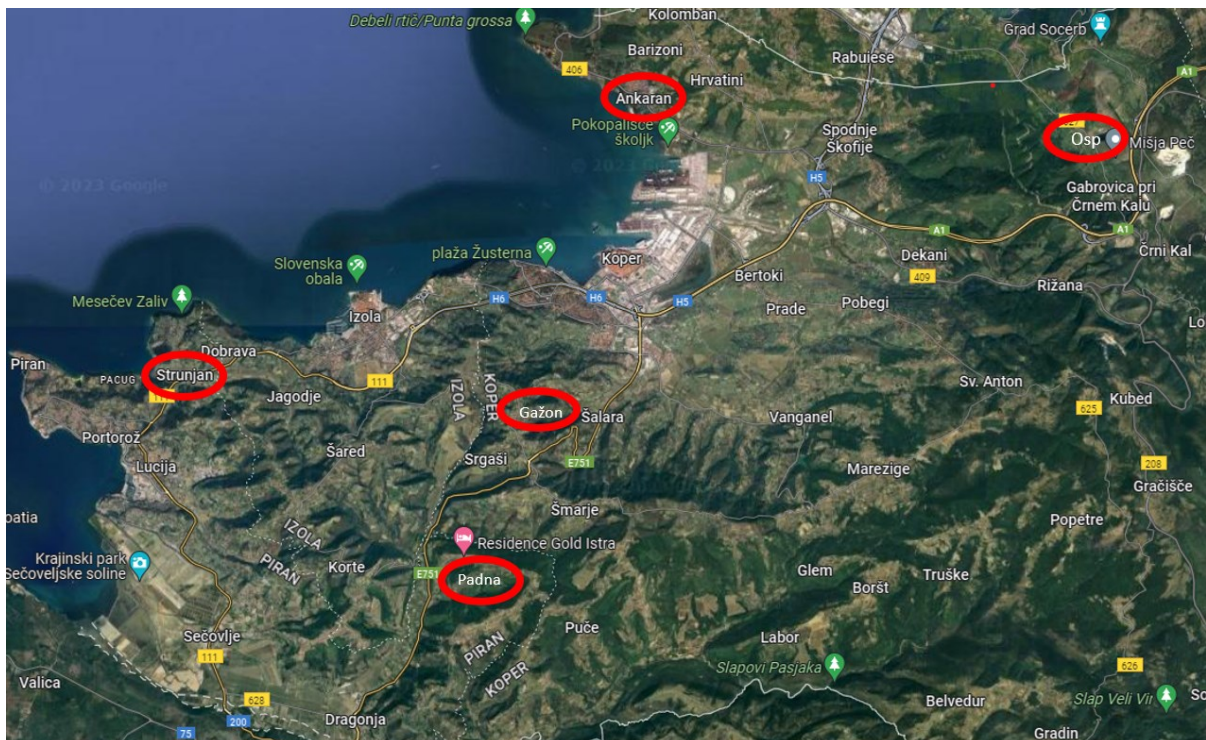 Debeli rtič/Punta grossa
Kolomban
Grad Socerb
Barizoni
Rabuiese
406
Hrvatini
A1
Ankaran
Pokopališče
školjk
Spodnje
Škofije
Osp
Mišja Peč
© 2023 Google
H5
Gabrovica pri
Črnem Kalu
A1
A1
Črni Kal
plaža Žusterna
Koper
Dekani
Slovenska
obala
Bertoki
409
Rižana
Mesečev Zaliv
H6
H6
H5
Prade
Pobegi
Izola
Dobrava
Piran
PACUG
Strunjan
111
IZOLA
KOPER
Sv. Anton
Jagodje
Gažon
Šalara
Vanganel
625
Kubed
Portorož
Lucija
Šared
Srgaši
E751
Marezige
208
Gračišče
Šmarje
Popetre
oatia
IZOLA
PIRAN
Residence Gold Istra
Krajinski park
Sečoveljske soline
Korte
E751
Padna
Glem
Boršt
Truške
Sečovlje
Puče
PIRAN
KOPER
Labor
111
Slapovi Pasjaka
626
Valica
628
Belvedur
Slap Veli Vir
So
200
Dragonja
75
Gradin